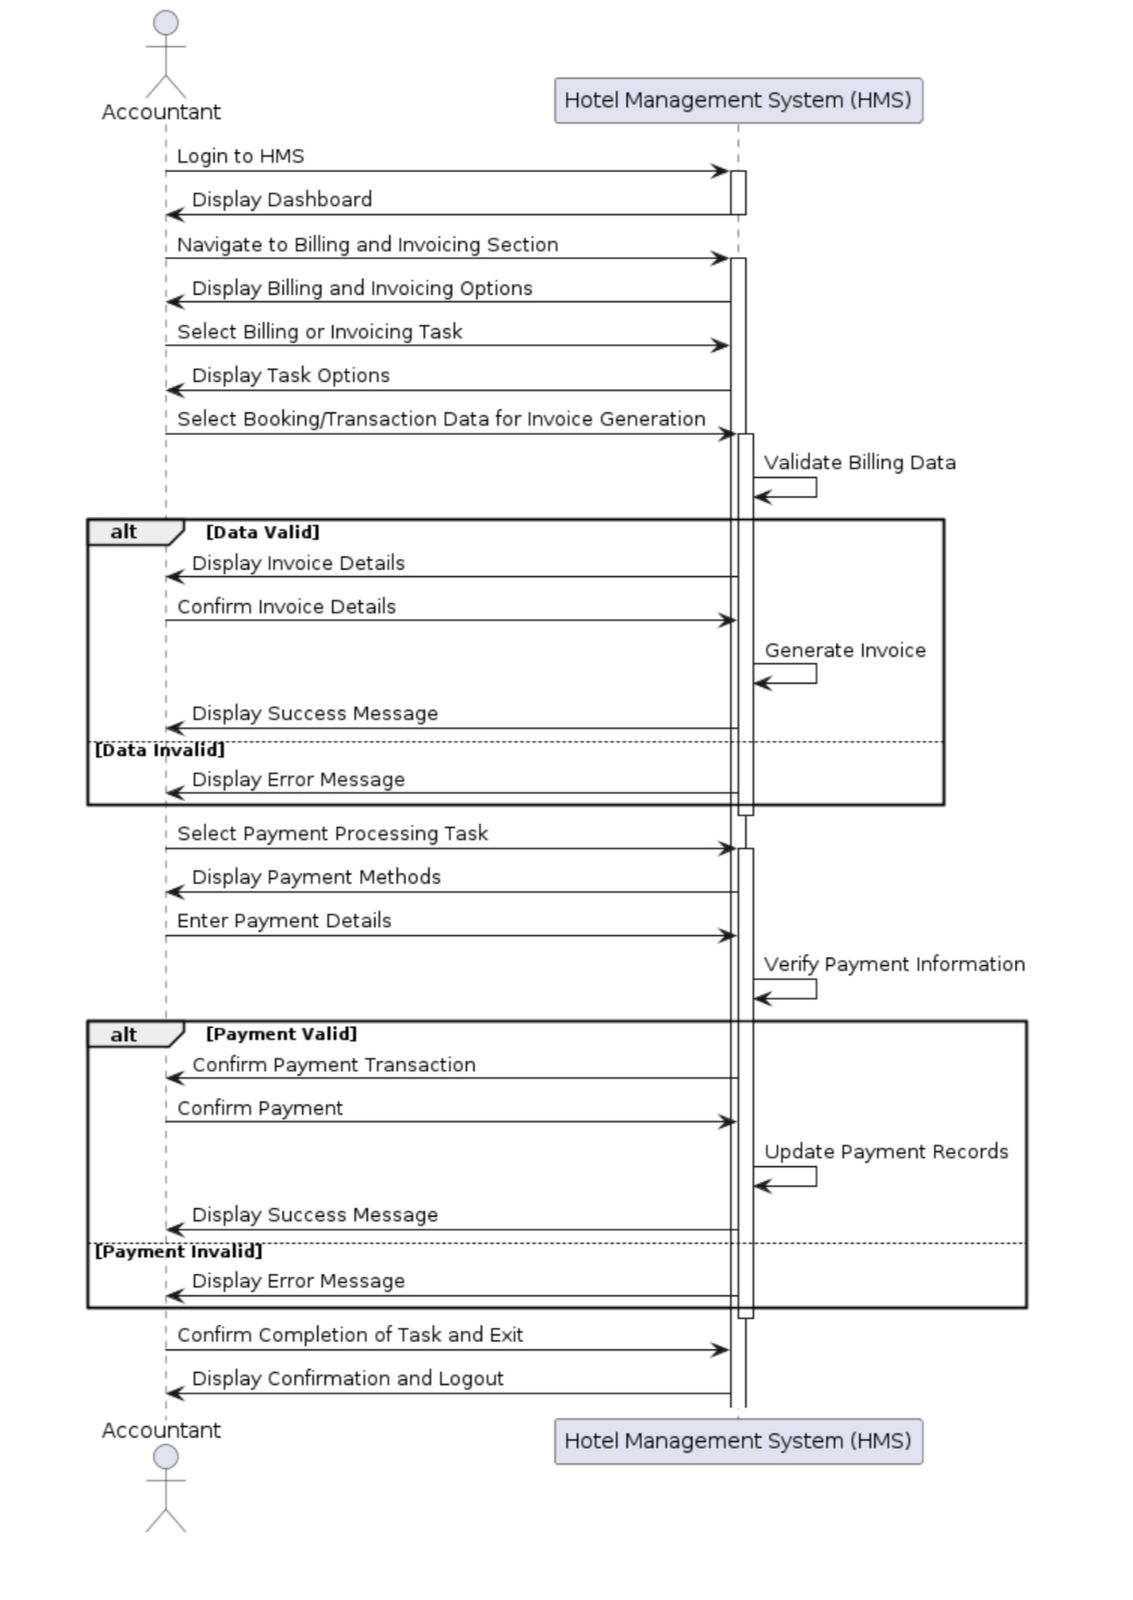 Accountant
Hotel Management System (HMS)
Login to HMS
Display Dashboard
Navigate to Billing and Invoicing Section
Display Billing and Invoicing Options
Select Billing or Invoicing Task
Display Task Options
Select Booking/Transaction Data for Invoice Generation
Validate Billing Data
alt [Data Valid]
Display Invoice Details
Confirm Invoice Details
Generate Invoice
Display Success Message
[Data Invalid]
Display Error Message
Select Payment Processing Task
Display Payment Methods
Enter Payment Details
Verify Payment Information
alt [Payment Valid]
Confirm Payment Transaction
Confirm Payment
Update Payment Records
Display Success Message
[Payment Invalid]
Display Error Message
Confirm Completion of Task and Exit
Display Confirmation and Logout
Accountant
Hotel Management System (HMS)